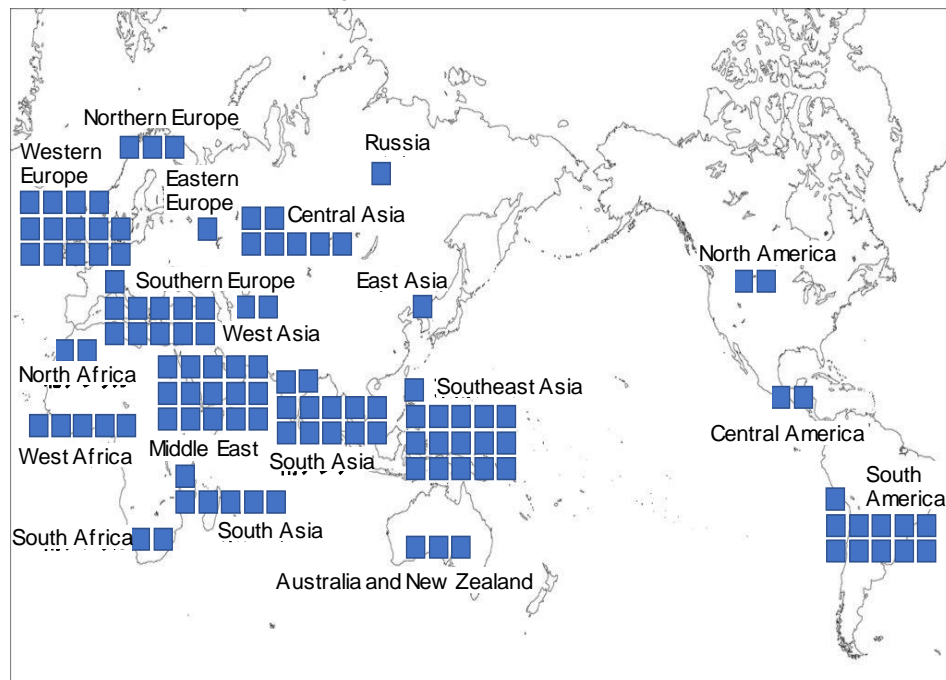 Northern Europe
Western
Europe
Russia
Eastern
Europe
Central Asia
North America
Southern Europe
East Asia
West Asia
North Africa
Southeast Asia
Central America
West Africa
Middle East
South Asia
South
America
South Africa
South Asia
Australia and New Zealand